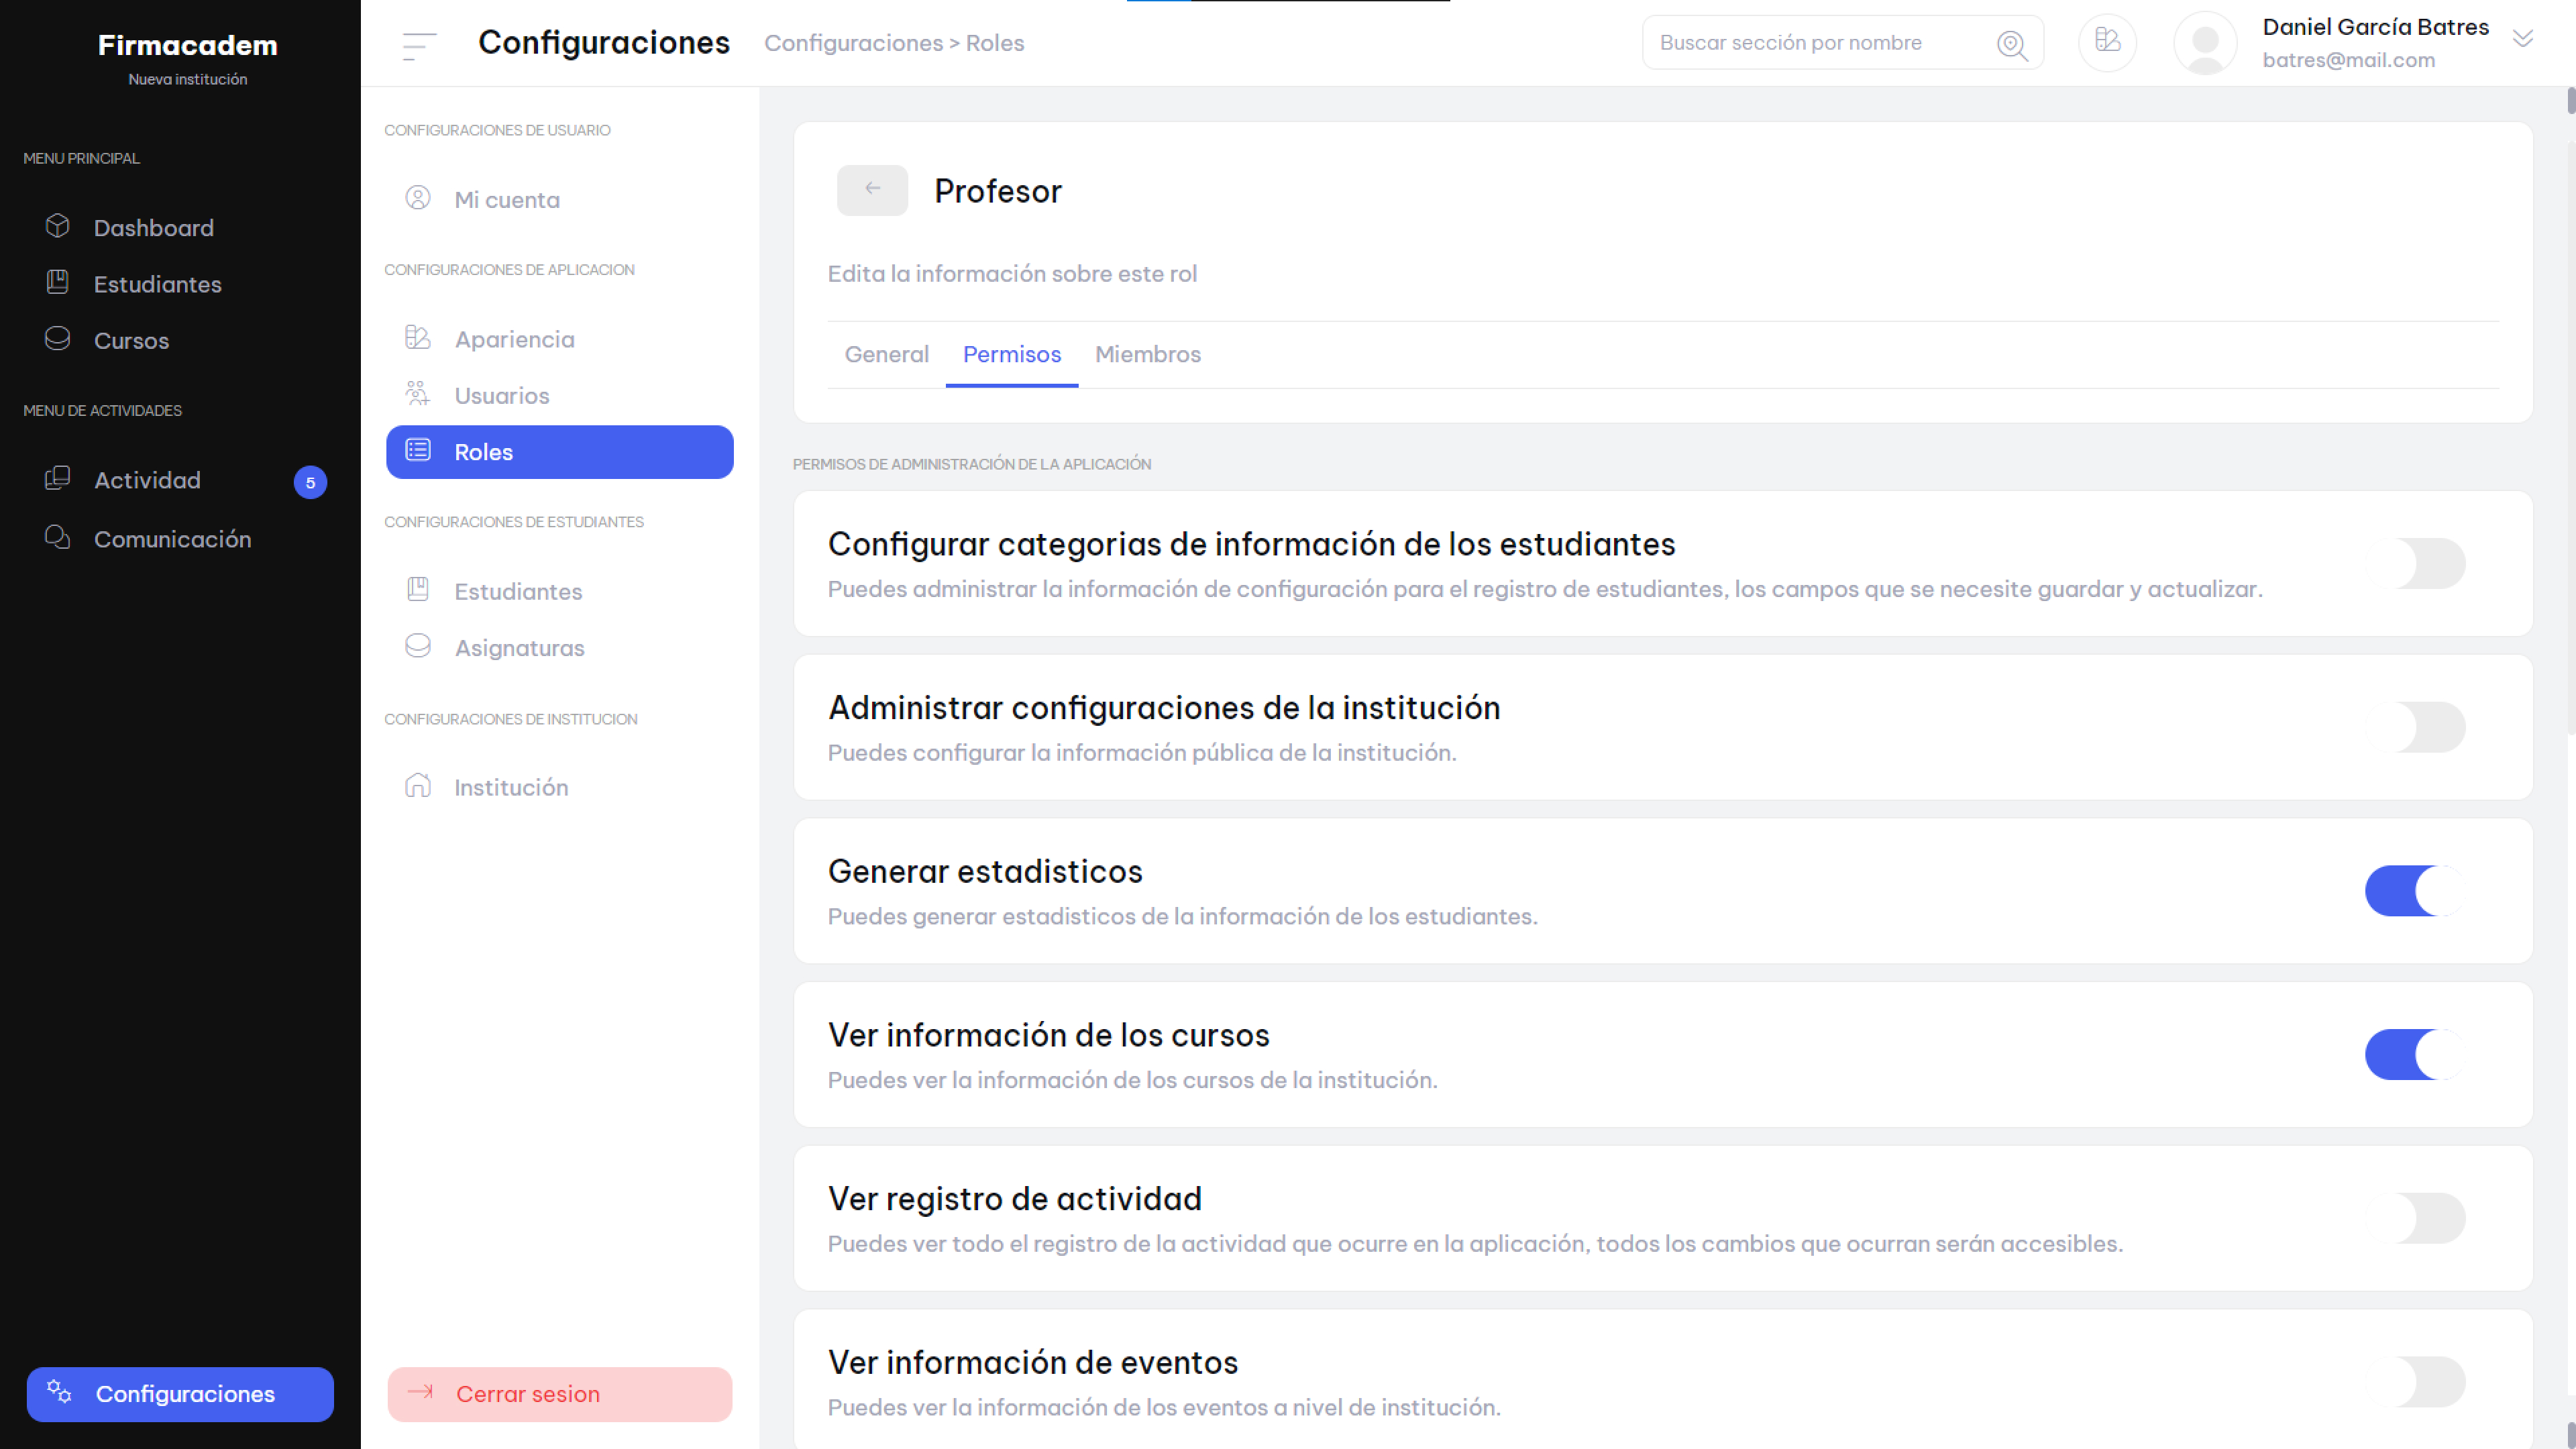 Firmacadem
Nueva institución
MENU PRINCIPAL
Dashboard
Estudiantes
Cursos
MENU DE ACTIVIDADES
Actividad
5
Comunicación
Configuraciones
Configuraciones
Configuraciones > Roles
Buscar sección por nombre
Daniel García Batres
batres@mail.com
CONFIGURACIONES DE USUARIO
Mi cuenta
CONFIGURACIONES DE APLICACION
Apariencia
Usuarios
Roles
CONFIGURACIONES DE ESTUDIANTES
Estudiantes
Asignaturas
CONFIGURACIONES DE INSTITUCION
Institución
Cerrar sesion
Profesor
Edita la información sobre este rol
General
Permisos
Miembros
PERMISOS DE ADMINISTRACIÓN DE LA APLICACIÓN
Configurar categorias de información de los estudiantes
Puedes administrar la información de configuración para el registro de estudiantes, los campos que se necesite guardar y actualizar.
Administrar configuraciones de la institución
Puedes configurar la información pública de la institución.
Generar estadisticos
Puedes generar estadisticos de la información de los estudiantes.
Ver información de los cursos
Puedes ver la información de los cursos de la institución.
Ver registro de actividad
Puedes ver todo el registro de la actividad que ocurre en la aplicación, todos los cambios que ocurran serán accesibles.
Ver información de eventos
Puedes ver la información de los eventos a nivel de institución.